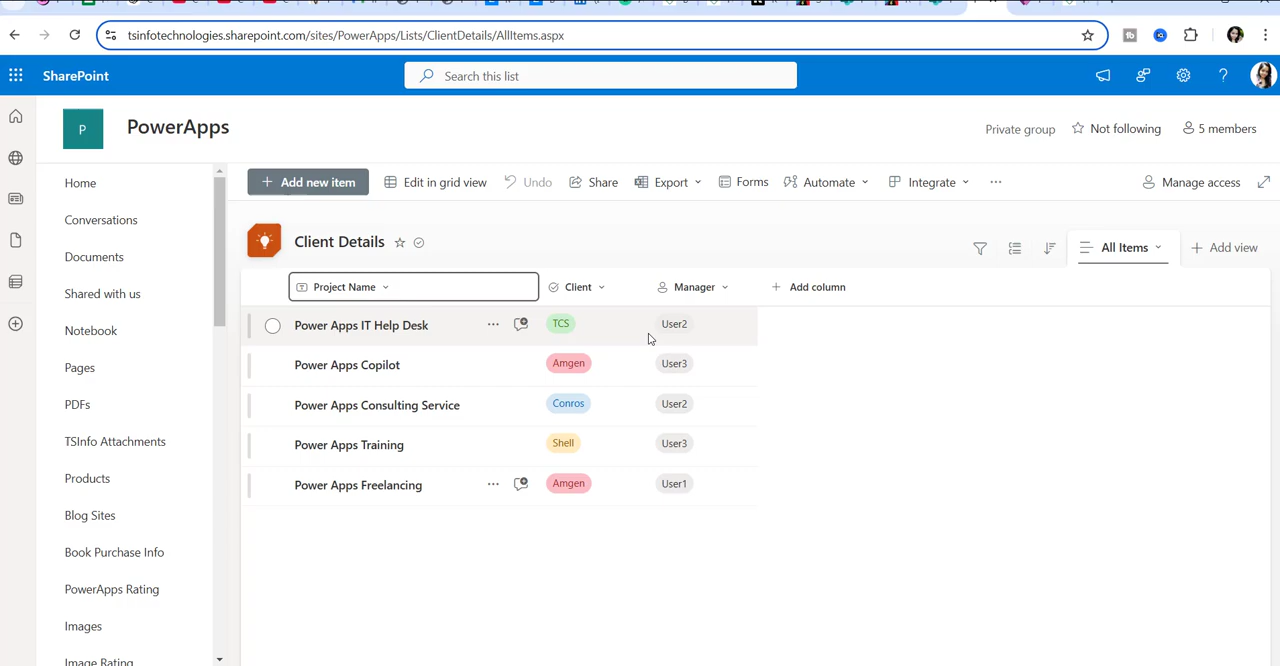 tsinfotechnologies.sharepoint.com/sites/PowerApps/Lists/ClientDetails/AllItems.aspx
SharePoint
Search this list
P
PowerApps
Private group
Not following
5 members
Home
Conversations
Documents
Shared with us
Notebook
Pages
PDFs
TSInfo Attachments
Products
Blog Sites
Book Purchase Info
PowerApps Rating
Images
Image Rating
Add new item
Edit in grid view
Undo
Share
Export
Forms
Automate
Integrate
Manage access
Client Details
All Items
Add view
Project Name
Client
Manager
Add column
Power Apps IT Help Desk TCS User2
Power Apps Copilot Amgen User3
Power Apps Consulting Service Conros User2
Power Apps Training Shell User3
Power Apps Freelancing Amgen User1